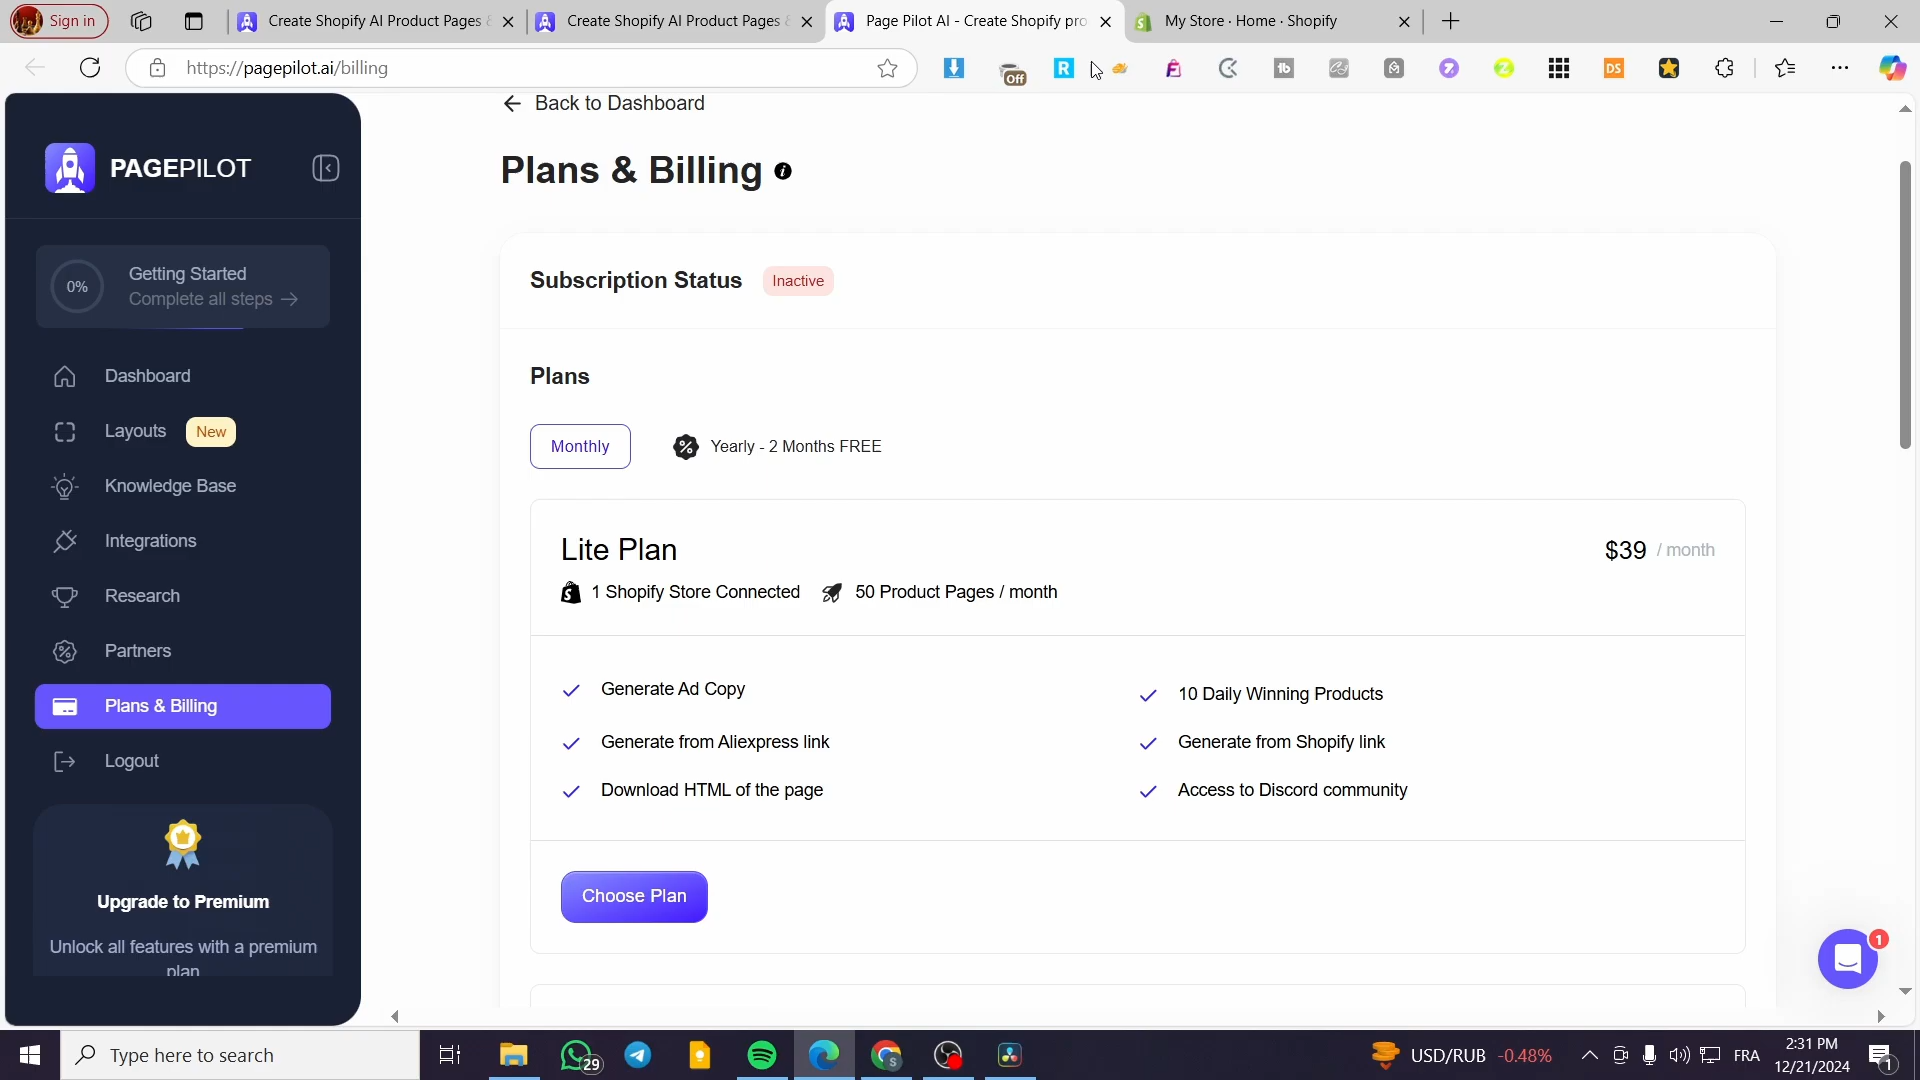 Sign in
Create Shopify AI Product Pages &
Create Shopify AI Product Pages &
Page Pilot AI - Create Shopify pro
My Store · Home · Shopify
https://pagepilot.ai/billing
Off
DS
PAGEPILOT
0%
Getting Started
Complete all steps →
Dashboard
Layouts
New
Knowledge Base
Integrations
Research
Partners
Plans & Billing
Logout
Upgrade to Premium
Unlock all features with a premium
plan
← Back to Dashboard
Plans & Billing
Subscription Status
Inactive
Plans
Monthly
Yearly - 2 Months FREE
Lite Plan
$39 / month
1 Shopify Store Connected
50 Product Pages / month
Generate Ad Copy
10 Daily Winning Products
Generate from Aliexpress link
Generate from Shopify link
Download HTML of the page
Access to Discord community
Choose Plan
1
Type here to search
29
USD/RUB -0.48%
FRA
2:31 PM
12/21/2024
1